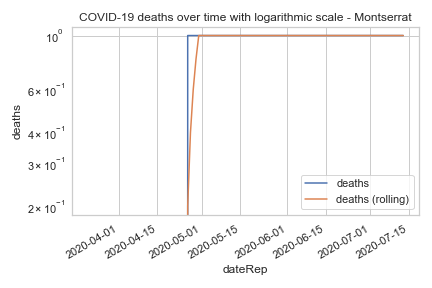 COVID-19 deaths over time with logarithmic scale - Montserrat
10⁰
6 × 10⁻¹
4 × 10⁻¹
3 × 10⁻¹
2 × 10⁻¹
deaths
deaths
deaths (rolling)
2020-04-01
2020-04-15
2020-05-01
2020-05-15
2020-06-01
2020-06-15
2020-07-01
2020-07-15
dateRep